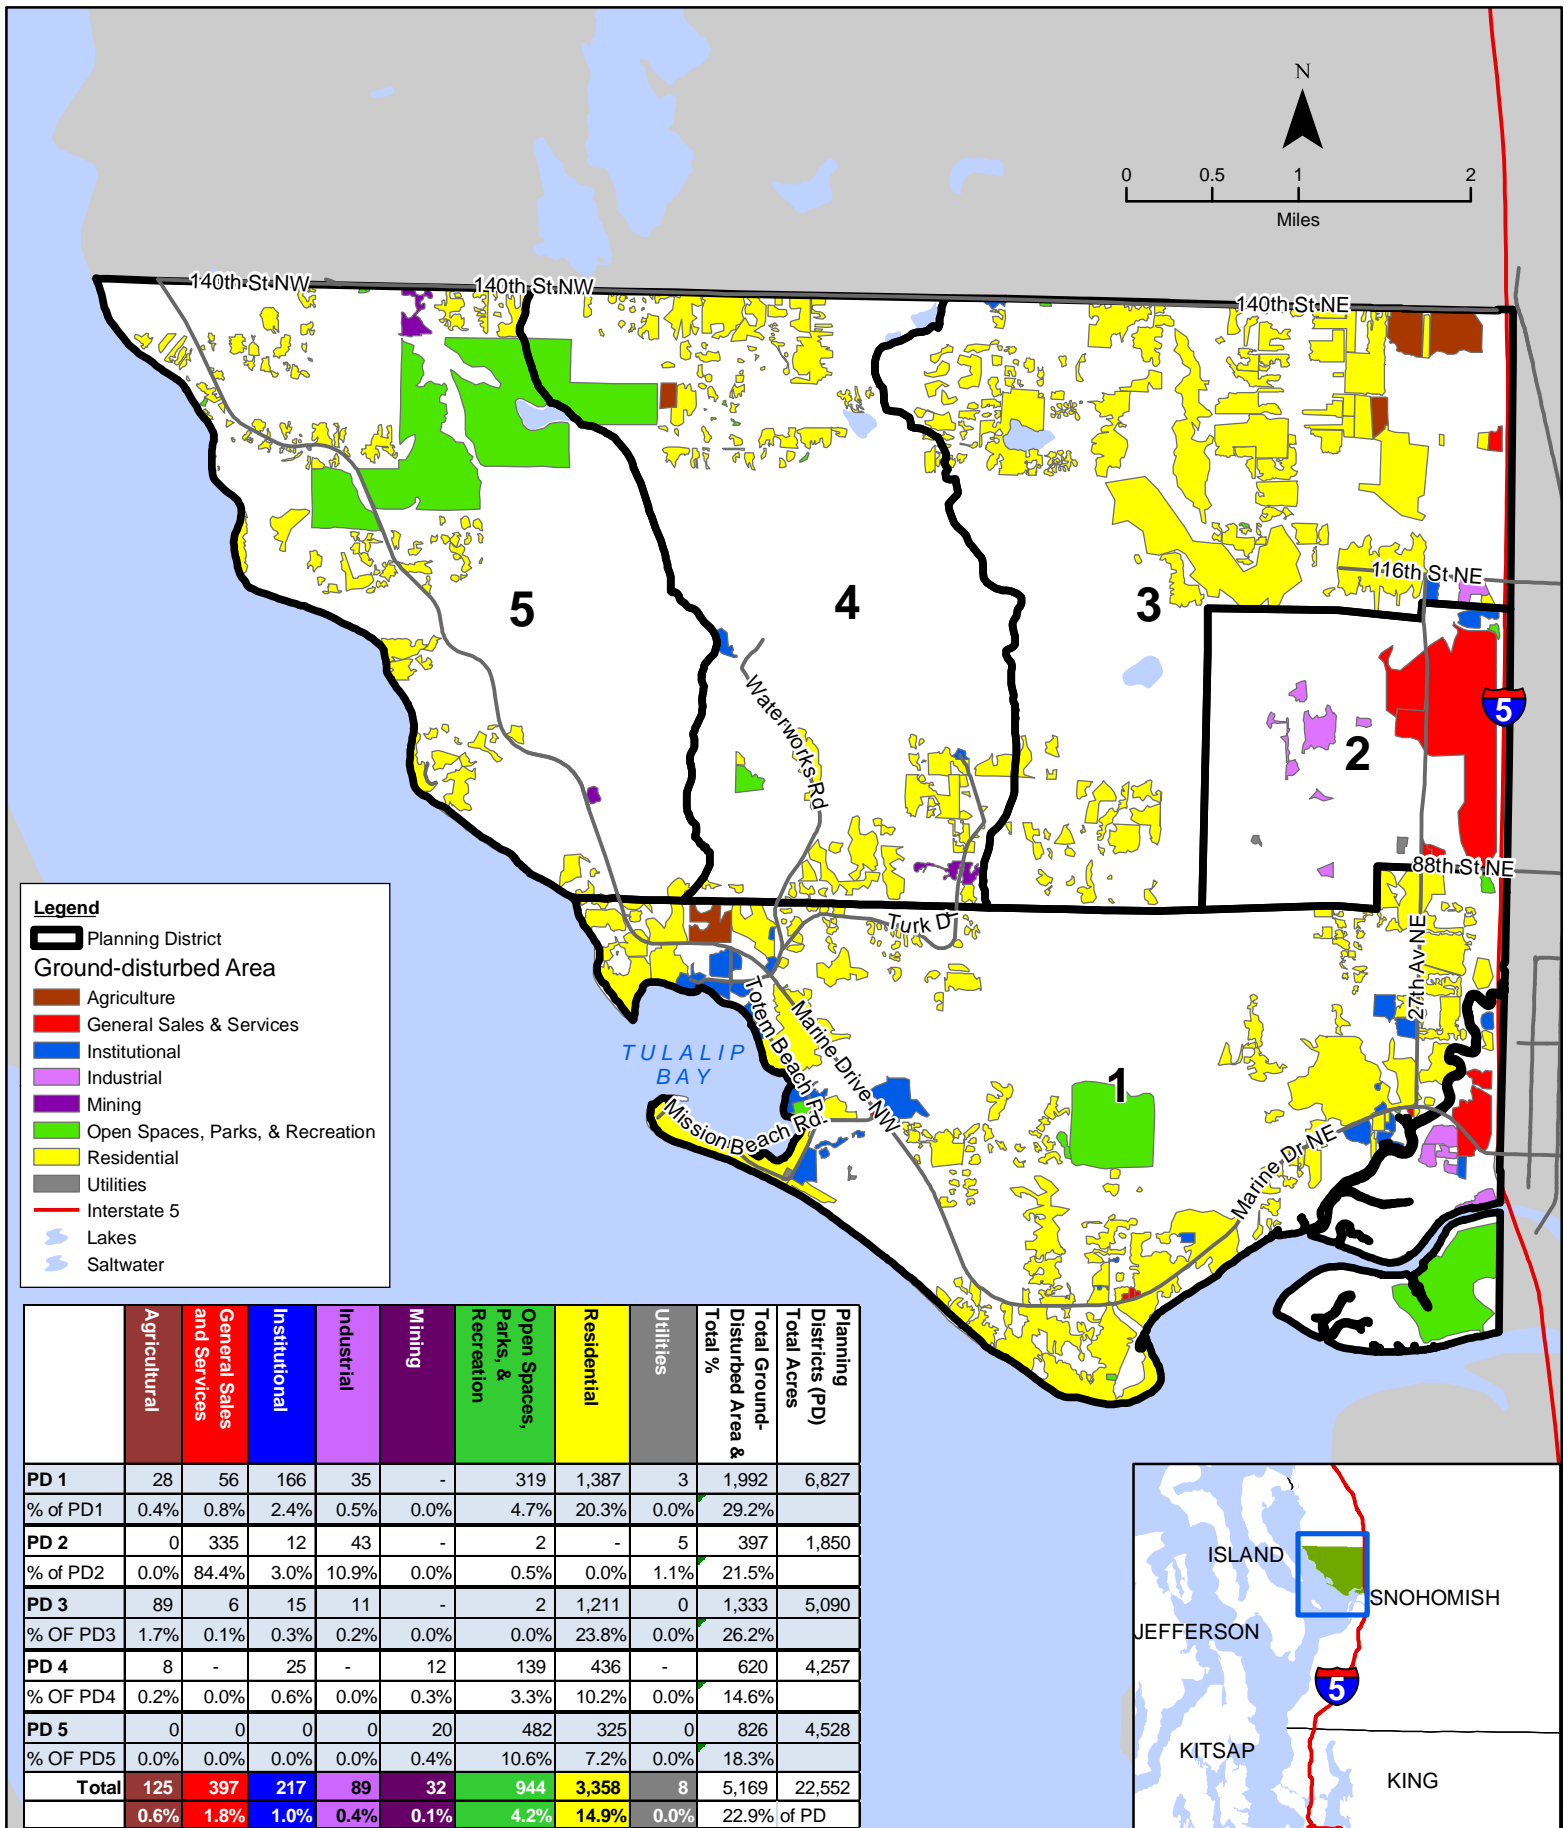 N
0 0.5 1 2
Miles
140th St NW
140th St NW
140th St NE
116th St NE
5
4
3
2
5
Waterworks Rd
88th St NE
Turk D
27th Av NE
Totem Beach R
Marine Drive NW
TULALIP
BAY
Mission Beach Rd.
1
Marine Dr NE
Legend
Planning District
Ground-disturbed Area
Agriculture
General Sales & Services
Institutional
Industrial
Mining
Open Spaces, Parks, & Recreation
Residential
Utilities
Interstate 5
Lakes
Saltwater
Agricultural
General Sales
and Services
Institutional
Industrial
Mining
Open Spaces,
Parks, &
Recreation
Residential
Utilities
Total Ground-
Disturbed Area &
Total %
Planning
Districts (PD)
Total Acres
PD 1 28 56 166 35 - 319 1,387 3 1,992 6,827
% of PD1 0.4% 0.8% 2.4% 0.5% 0.0% 4.7% 20.3% 0.0% 29.2%
PD 2 0 335 12 43 - 2 - 5 397 1,850
% of PD2 0.0% 84.4% 3.0% 10.9% 0.0% 0.5% 0.0% 1.1% 21.5%
PD 3 89 6 15 11 - 2 1,211 0 1,333 5,090
% OF PD3 1.7% 0.1% 0.3% 0.2% 0.0% 0.0% 23.8% 0.0% 26.2%
PD 4 8 - 25 - 12 139 436 - 620 4,257
% OF PD4 0.2% 0.0% 0.6% 0.0% 0.3% 3.3% 10.2% 0.0% 14.6%
PD 5 0 0 0 0 20 482 325 0 826 4,528
% OF PD5 0.0% 0.0% 0.0% 0.0% 0.4% 10.6% 7.2% 0.0% 18.3%
Total 125 397 217 89 32 944 3,358 8 5,169 22,552
0.6% 1.8% 1.0% 0.4% 0.1% 4.2% 14.9% 0.0% 22.9% of PD
ISLAND
SNOHOMISH
JEFFERSON
5
KITSAP
KING